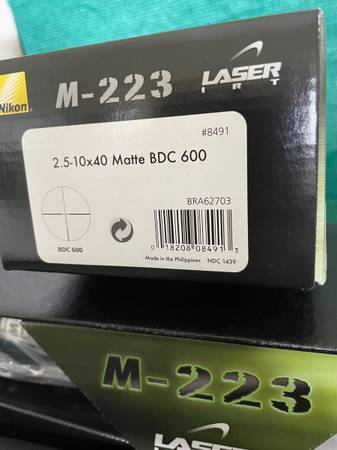 Nikon
M-223 LASER
IRT
#8491
2.5-10x40 Matte BDC 600
BRA62703
BDC 600
0 18208 08491 3
Made in the Philippines NDC 1439
M-223
LASER